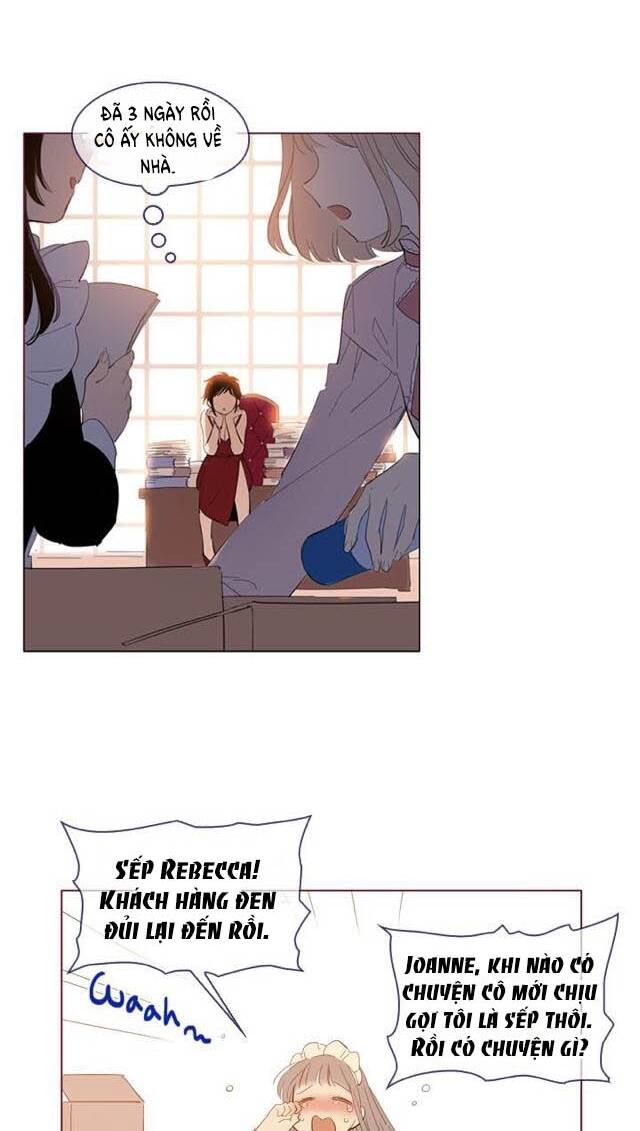 ĐÃ 3 NGÀY RỒI
CÔ ẤY KHÔNG VỀ
NHÀ.
SẾP REBECCA!
KHÁCH HÀNG ĐEN
ĐỦI LẠI ĐẾN RỒI.
Waah~
JOANNE, KHI NÀO CÓ
CHUYỆN CÔ MỚI CHỊU
GỌI TÔI LÀ SẾP THÔI.
RỒI CÓ CHUYỆN GÌ?